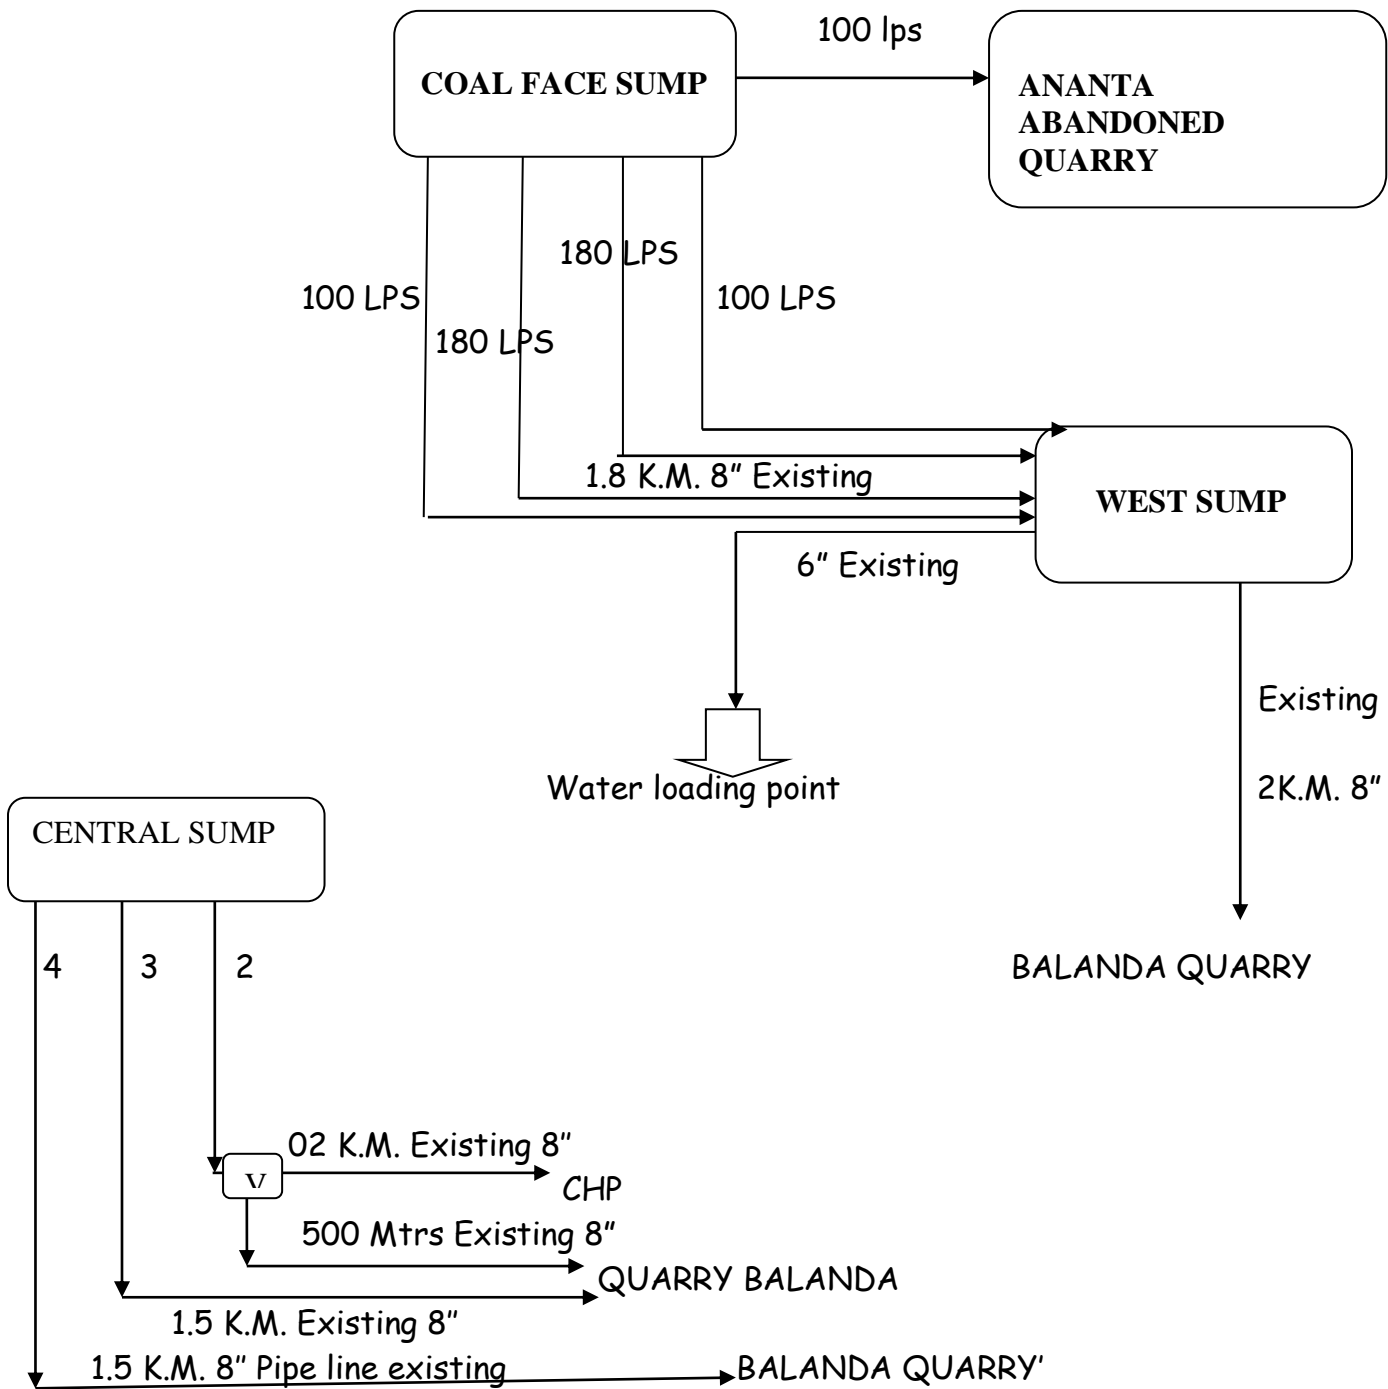 100 lps
COAL FACE SUMP
ANANTA
ABANDONED
QUARRY
180 LPS
100 LPS
100 LPS
180 LPS
1.8 K.M. 8” Existing
WEST SUMP
6” Existing
Existing
Water loading point
2K.M. 8”
CENTRAL SUMP
4
3
2
BALANDA QUARRY
02 K.M. Existing 8”
V
CHP
500 Mtrs Existing 8”
QUARRY BALANDA
1.5 K.M. Existing 8”
1.5 K.M. 8” Pipe line existing
BALANDA QUARRY’